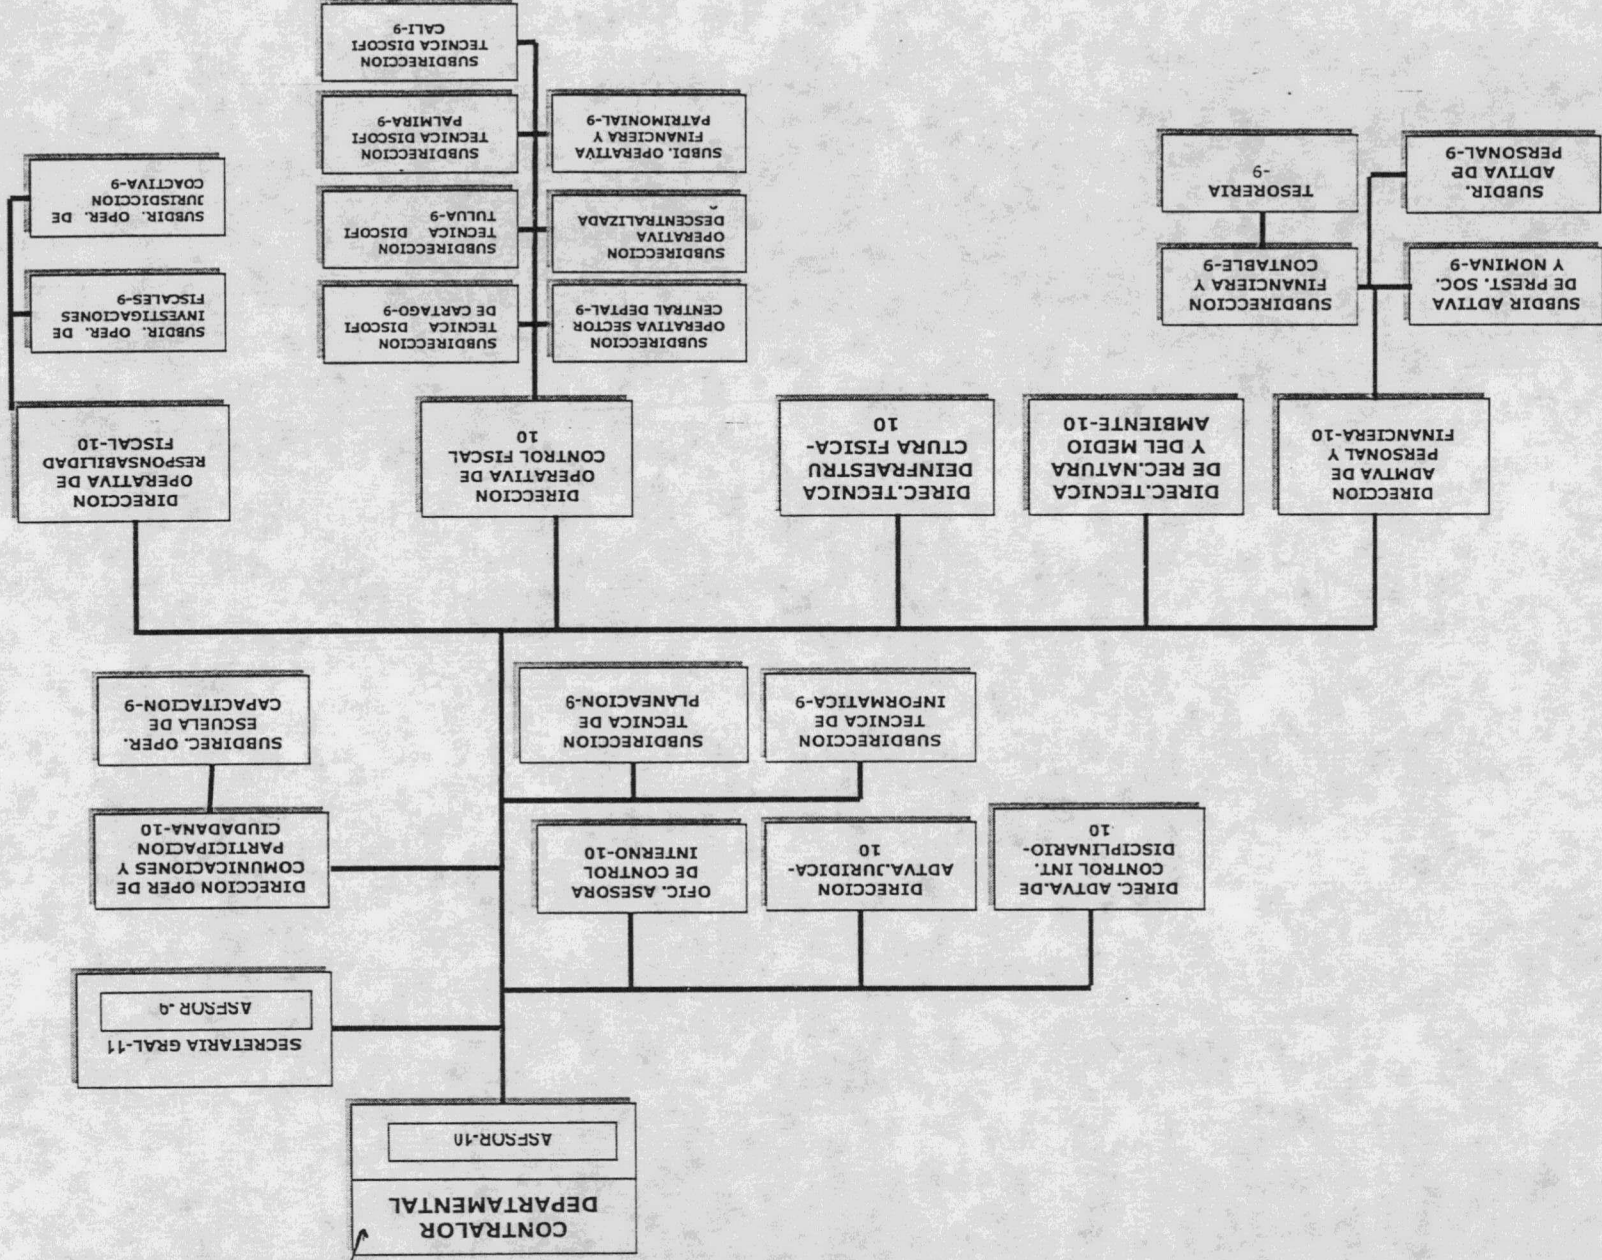 CONTRALOR
DEPARTAMENTAL
ASESOR-10
SECRETARIA GRAL-11
ASESOR -9
DIREC. ADTVA.DE
CONTROL INT.
DISCIPLINARIO-
10
DIRECCION
ADTVA.JURIDICA-
10
OFIC. ASESORA
DE CONTROL
INTERNO-10
DIRECCION OPER DE
COMUNICACIONES Y
PARTICIPACION
CIUDADANA-10
SUBDIRECCION
TECNICA DE
INFORMATICA-9
SUBDIRECCION
TECNICA DE
PLANEACION-9
SUBDIREC. OPER.
ESCUELA DE
CAPACITACION-9
DIRECCION
ADMTVA DE
PERSONAL Y
FINANCIERA-10
DIREC.TECNICA
DE REC.NATURA
Y DEL MEDIO
AMBIENTE-10
DIREC.TECNICA
DEINFRAESTRU
CTURA FISICA-
10
DIRECCION
OPERATIVA DE
CONTROL FISCAL
10
DIRECCION
OPERATIVA DE
RESPONSABILIDAD
FISCAL-10
SUBDIR ADTIVA
DE PREST. SOC.
Y NOMINA-9
SUBDIRECCION
FINANCIERA Y
CONTABLE-9
SUBDIR.
ADTIVA DE
PERSONAL-9
TESORERIA
-9
SUBDIRECCION
OPERATIVA SECTOR
CENTRAL DEPTAL-9
SUBDIRECCION
TECNICA DISCOFI
DE CARTAGO-9
SUBDIRECCION
OPERATIVA
DESCENTRALIZADA
SUBDIRECCION
TECNICA DISCOFI
TULUA-9
SUBDI. OPERATIVA
FINANCIERA Y
PATRIMONIAL-9
SUBDIRECCION
TECNICA DISCOFI
PALMIRA-9
SUBDIRECCION
TECNICA DISCOFI
CALI-9
SUBDIR. OPER. DE
INVESTIGACIONES
FISCALES-9
SUBDIR. OPER. DE
JURISDICCION
COACTIVA-9